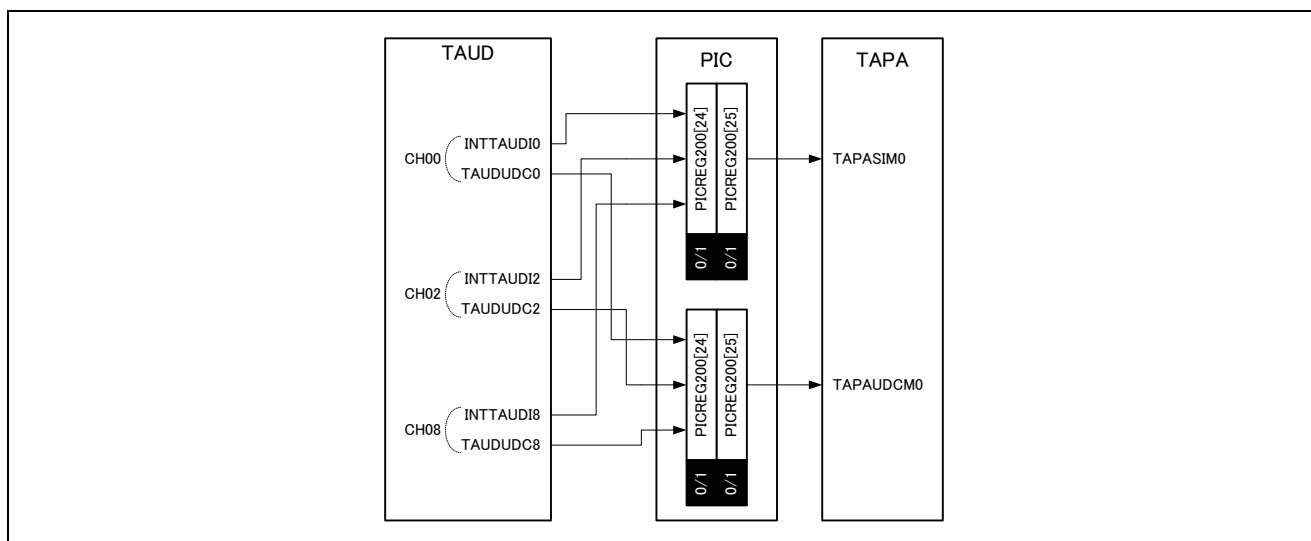 TAUD
PIC
TAPA
CH00
INTTAUDI0
TAUDUDC0
CH02
INTTAUDI2
TAUDUDC2
CH08
INTTAUDI8
TAUDUDC8
PICREG200[24]
PICREG200[25]
0/1
0/1
PICREG200[24]
PICREG200[25]
0/1
0/1
TAPASIM0
TAPAUDCM0